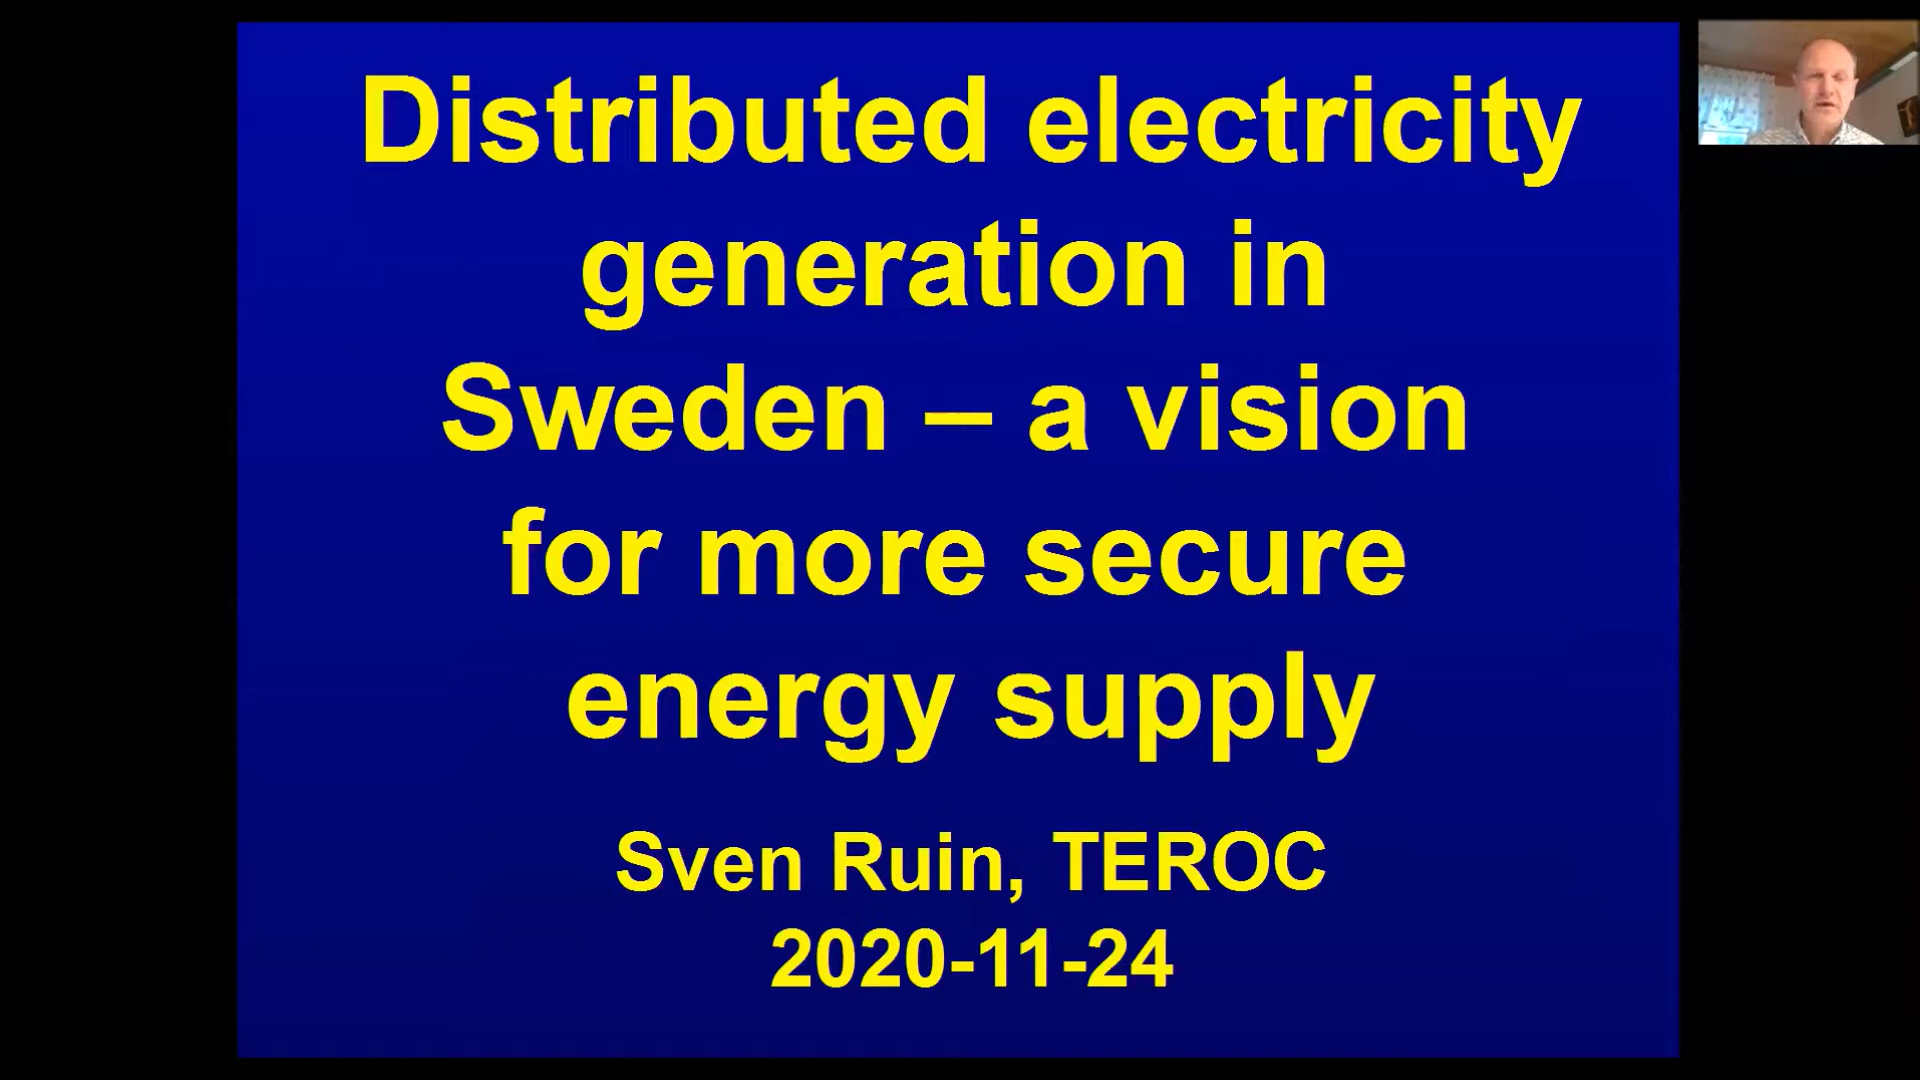 Distributed electricity
generation in
Sweden – a vision
for more secure
energy supply
Sven Ruin, TEROC
2020-11-24